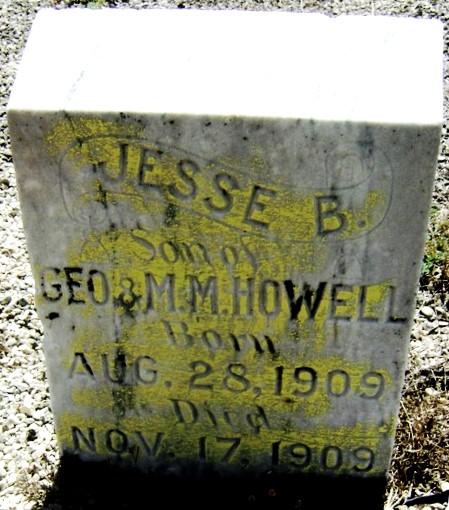 JESSE B.
Son of
GEO & M.M. HOWELL
Born
AUG. 28, 1909
Died
NOV. 17, 1909